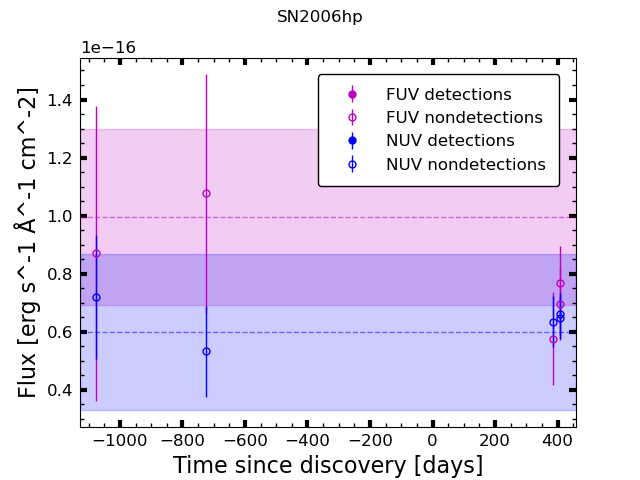 SN2006hp
1e−16
FUV detections
FUV nondetections
NUV detections
NUV nondetections
1.4
1.2
1.0
0.8
0.6
0.4
Flux [erg s^-1 Å^-1 cm^-2]
−1000 −800 −600 −400 −200 0 200 400
Time since discovery [days]